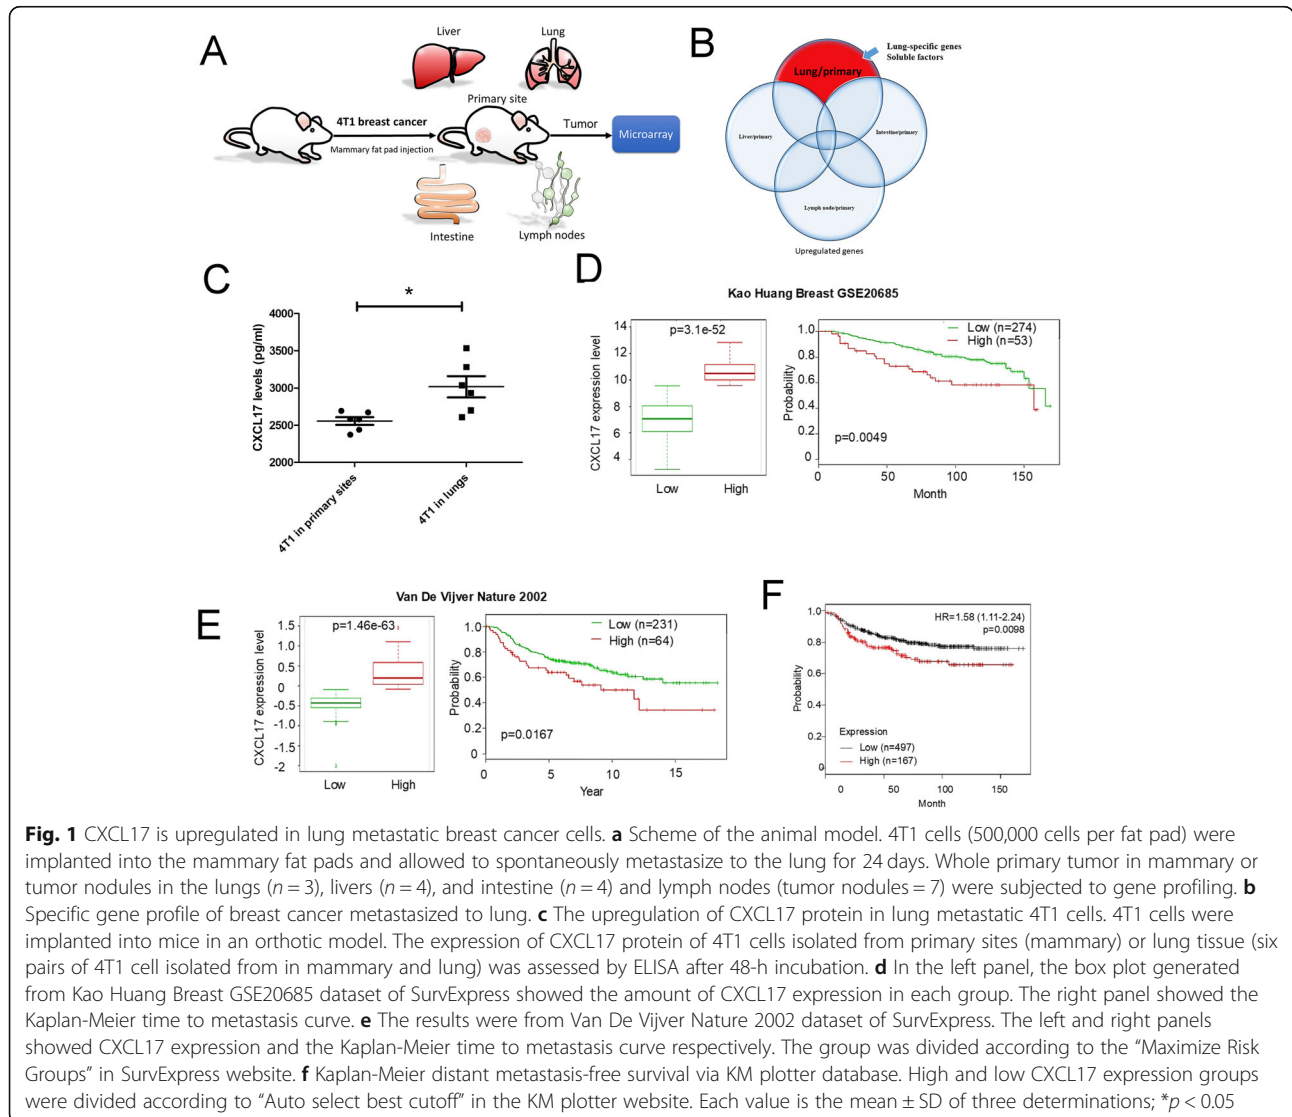 A
Liver
Lung
Primary site
4T1 breast cancer
Mammary fat pad injection
Tumor
Microarray
Intestine
Lymph nodes
B
Lung-specific genes
Soluble factors
Lung/primary
Liver/primary
Intestine/primary
Lymph node/primary
Upregulated genes
C
*
CXCL17 levels (pg/ml)
4000
3500
3000
2500
2000
4T1 in primary sites
4T1 in lungs
D
Kao Huang Breast GSE20685
CXCL17 expression level
14
12
10
8
6
4
p=3.1e-52
Low
High
Probability
1.0
0.8
0.6
0.4
0.2
0
Low (n=274)
High (n=53)
p=0.0049
0
50
100
150
Month
E
Van De Vijver Nature 2002
CXCL17 expression level
1.5
1.0
0.5
0
-0.5
-1.0
-1.5
-2
p=1.46e-63
Low
High
Probability
1.0
0.8
0.6
0.4
0.2
0
Low (n=231)
High (n=64)
p=0.0167
0
5
10
15
Year
F
Probability
1.0
0.8
0.6
0.4
0.2
0
HR=1.58 (1.11-2.24)
p=0.0098
Expression
Low (n=497)
High (n=167)
0
50
100
150
Month
Fig. 1 CXCL17 is upregulated in lung metastatic breast cancer cells. a Scheme of the animal model. 4T1 cells (500,000 cells per fat pad) were
implanted into the mammary fat pads and allowed to spontaneously metastasize to the lung for 24 days. Whole primary tumor in mammary or
tumor nodules in the lungs (n = 3), livers (n = 4), and intestine (n = 4) and lymph nodes (tumor nodules = 7) were subjected to gene profiling. b
Specific gene profile of breast cancer metastasized to lung. c The upregulation of CXCL17 protein in lung metastatic 4T1 cells. 4T1 cells were
implanted into mice in an orthotic model. The expression of CXCL17 protein of 4T1 cells isolated from primary sites (mammary) or lung tissue (six
pairs of 4T1 cell isolated from in mammary and lung) was assessed by ELISA after 48-h incubation. d In the left panel, the box plot generated
from Kao Huang Breast GSE20685 dataset of SurvExpress showed the amount of CXCL17 expression in each group. The right panel showed the
Kaplan-Meier time to metastasis curve. e The results were from Van De Vijver Nature 2002 dataset of SurvExpress. The left and right panels
showed CXCL17 expression and the Kaplan-Meier time to metastasis curve respectively. The group was divided according to the “Maximize Risk
Groups” in SurvExpress website. f Kaplan-Meier distant metastasis-free survival via KM plotter database. High and low CXCL17 expression groups
were divided according to “Auto select best cutoff” in the KM plotter website. Each value is the mean ± SD of three determinations; *p < 0.05